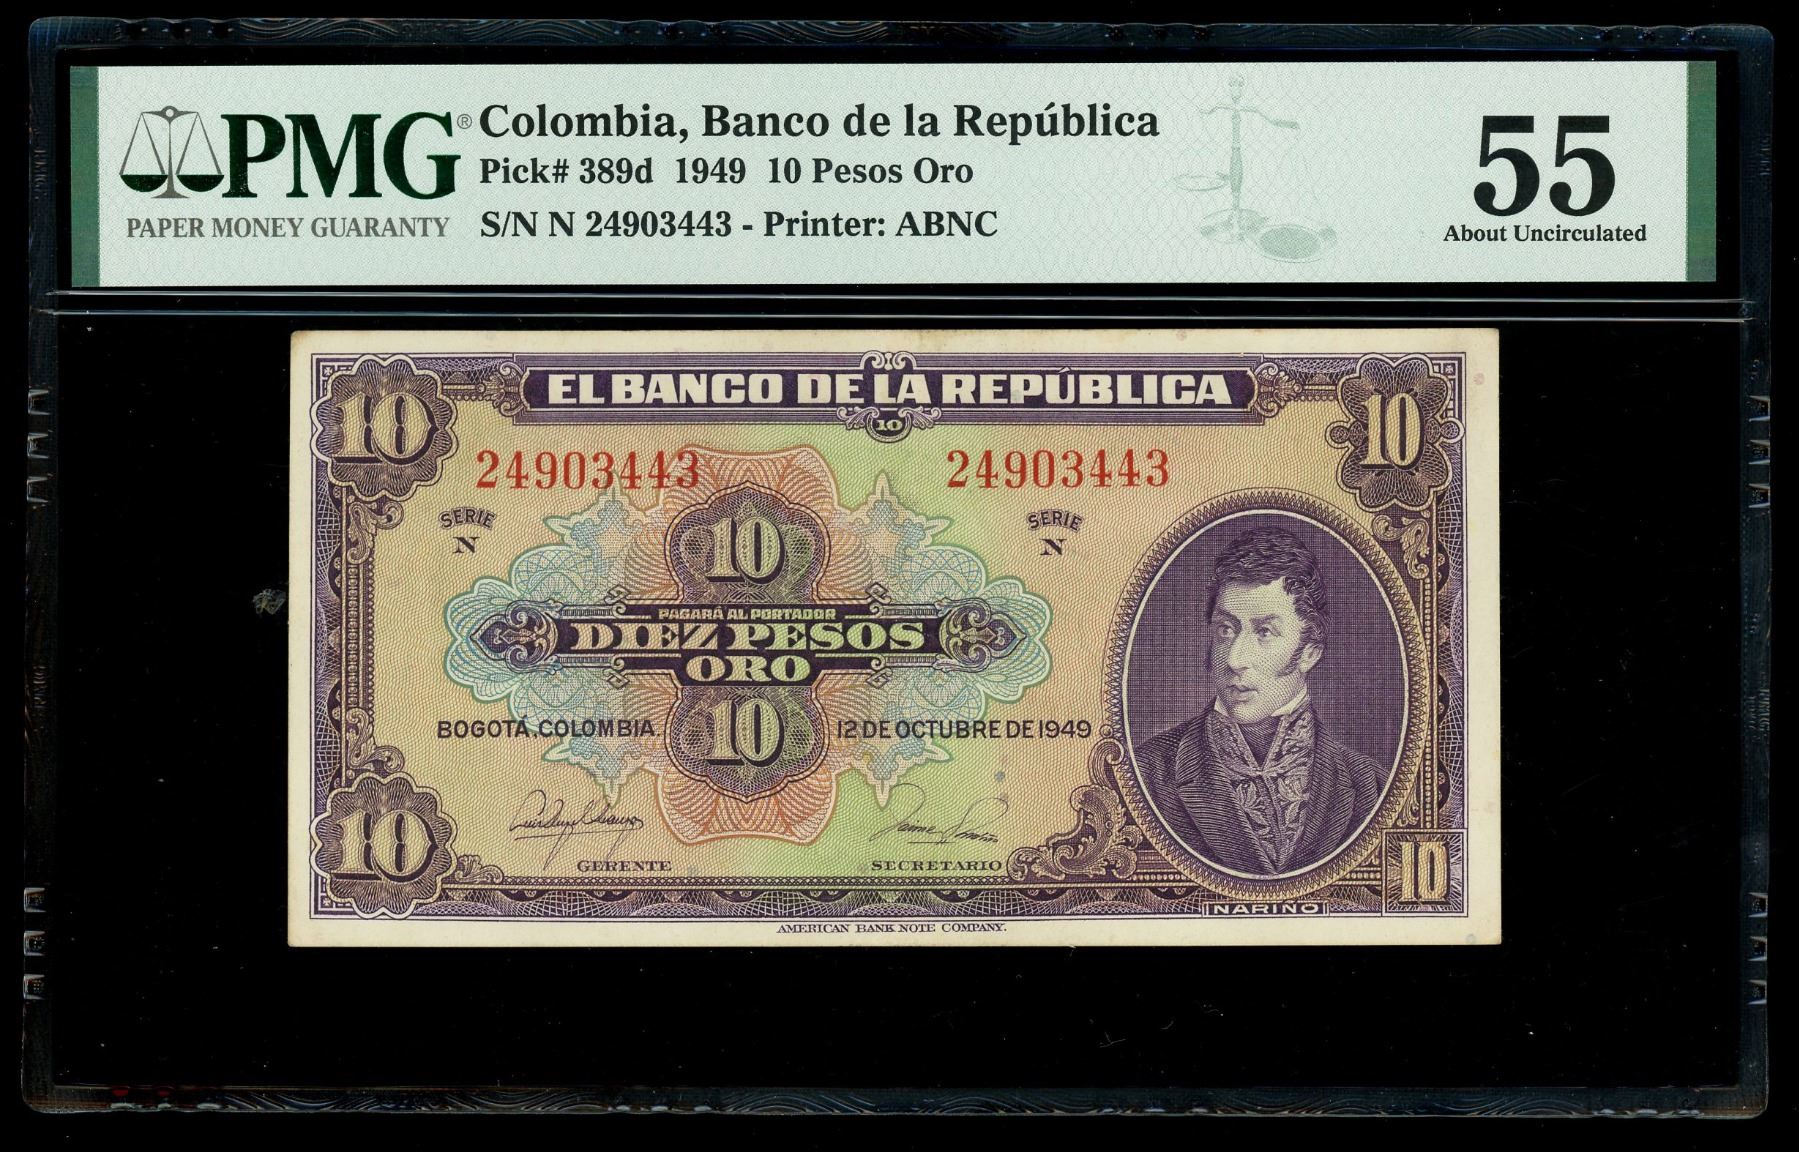 PMG®
PAPER MONEY GUARANTY
Colombia, Banco de la República
Pick# 389d 1949 10 Pesos Oro
S/N N 24903443 - Printer: ABNC
55
About Uncirculated
EL BANCO DE LA REPÚBLICA
10
10
10
24903443
24903443
SERIE
N
SERIE
N
10
PAGARÁ AL PORTADOR
DIEZ PESOS
ORO
10
BOGOTÁ, COLOMBIA.
12 DE OCTUBRE DE 1949
10
GERENTE
SECRETARIO
10
NARIÑO
AMERICAN BANK NOTE COMPANY.